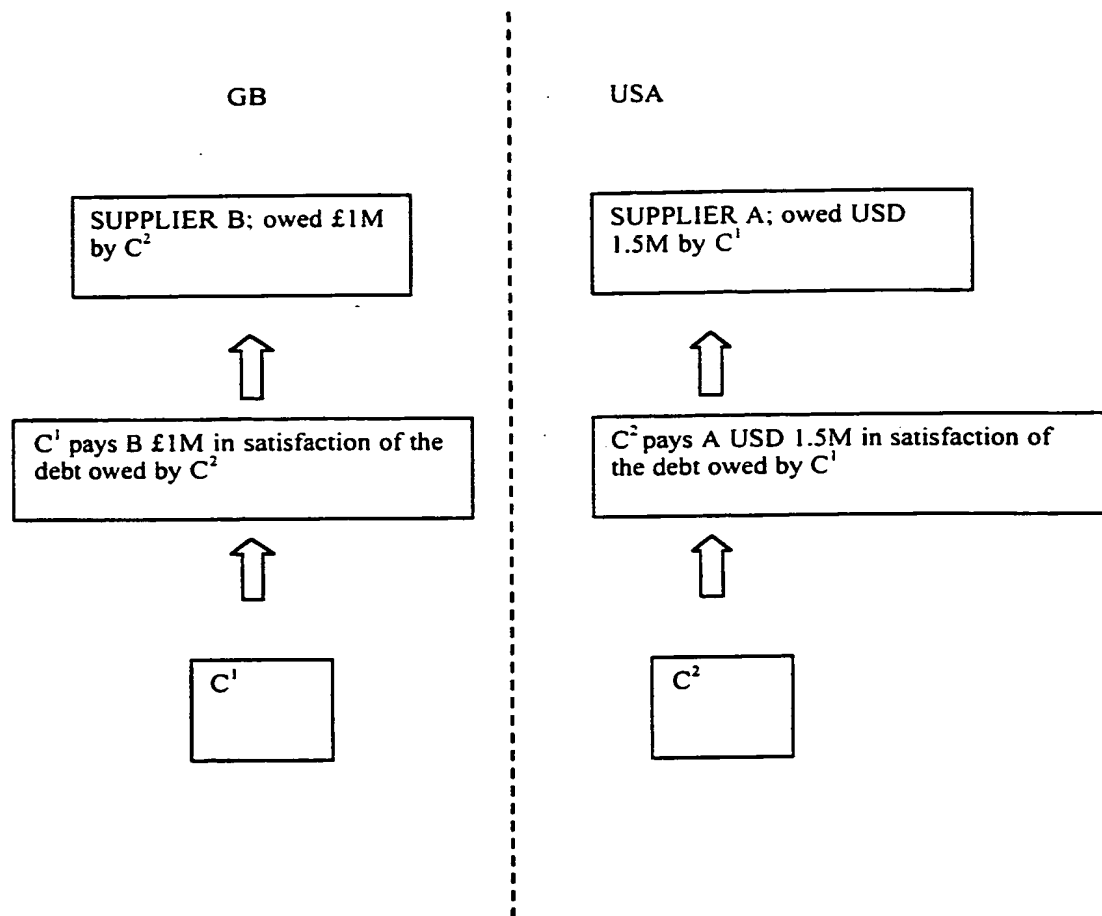 GB
USA
SUPPLIER B; owed £1M
by C²
SUPPLIER A; owed USD
1.5M by C¹
C¹ pays B £1M in satisfaction of the
debt owed by C²
C² pays A USD 1.5M in satisfaction of
the debt owed by C¹
C¹
C²